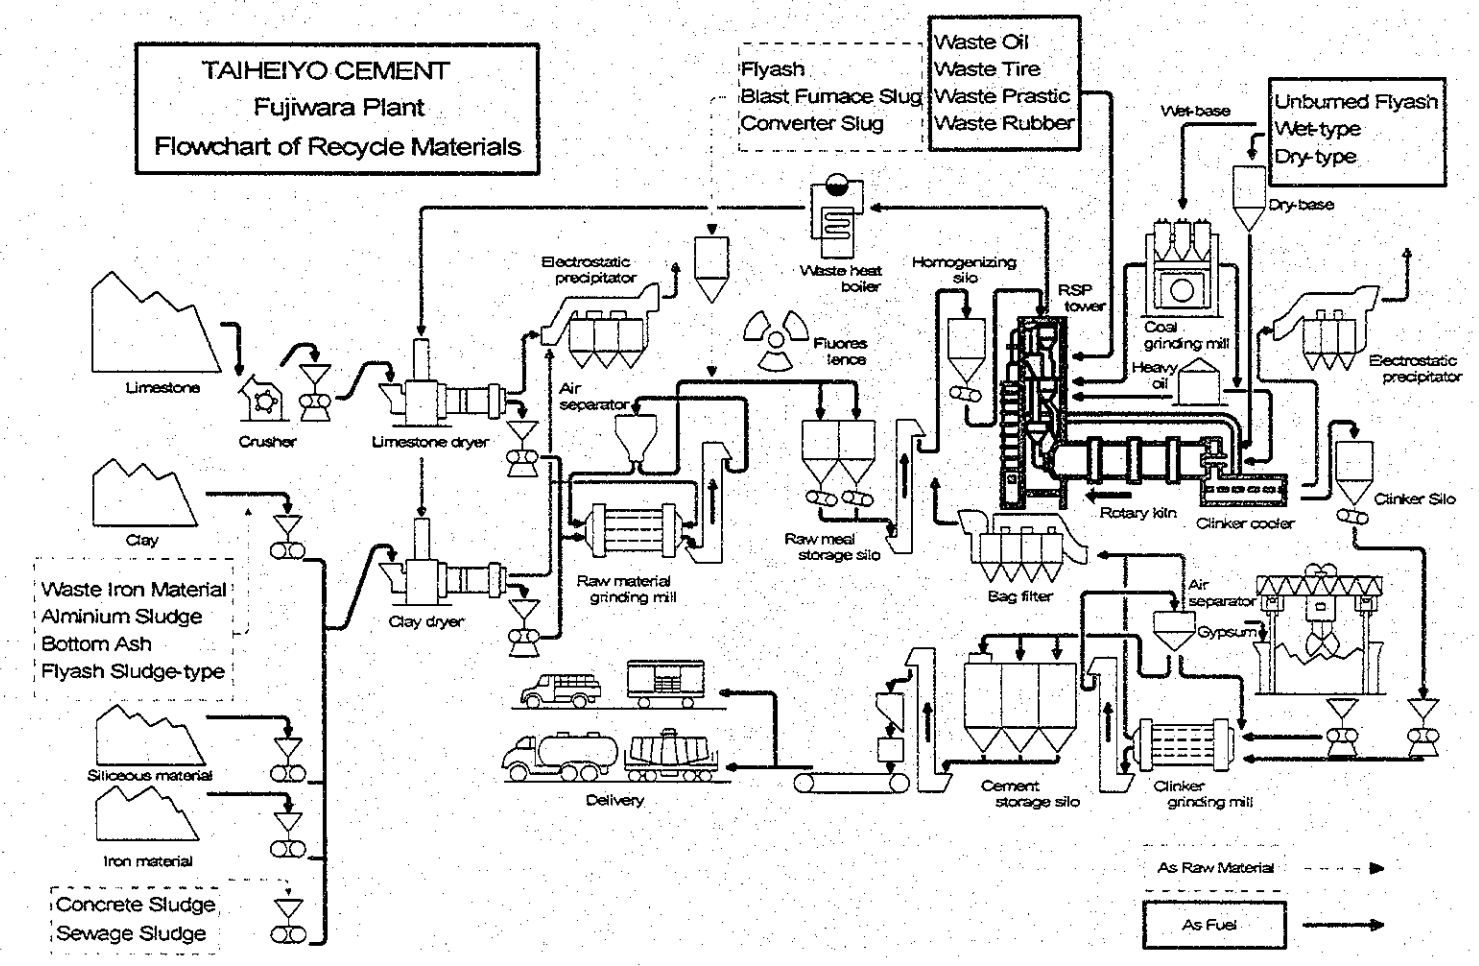 TAIHEIYO CEMENT
Fujiwara Plant
Flowchart of Recycle Materials
Flyash
Blast Furnace Slug
Converter Slug
Waste Oil
Waste Tire
Waste Prastic
Waste Rubber
Wet-base
Unburned Flyash
Wet-type
Dry-type
Dry-base
Waste heat
boiler
Electrostatic
precipitator
Homogenizing
silo
RSP
tower
Coal
grinding mill
Heavy
oil
Electrostatic
precipitator
Limestone
Crusher
Limestone dryer
Air
separator
Fluores
lence
Clay
Raw material
grinding mill
Raw meal
storage silo
Rotary kiln
Clinker cooler
Clinker Silo
Waste Iron Material
Alminium Sludge
Bottom Ash
Flyash Sludge-type
Clay dryer
Bag filter
Air
separator
Gypsum
Siliceous material
Iron material
Delivery
Cement
storage silo
Clinker
grinding mill
Concrete Sludge
Sewage Sludge
As Raw Material
As Fuel